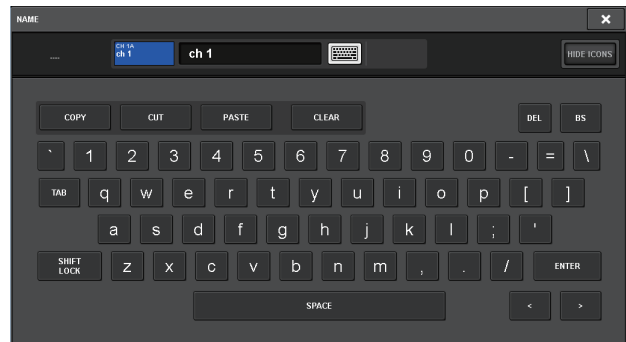 NAME ×
CH 1A
---- ch 1 ch 1 HIDE ICONS
COPY CUT PASTE CLEAR DEL BS
` 1 2 3 4 5 6 7 8 9 0 - = \
TAB q w e r t y u i o p [ ]
a s d f g h j k l ; '
SHIFT LOCK z x c v b n m , . / ENTER
SPACE < >